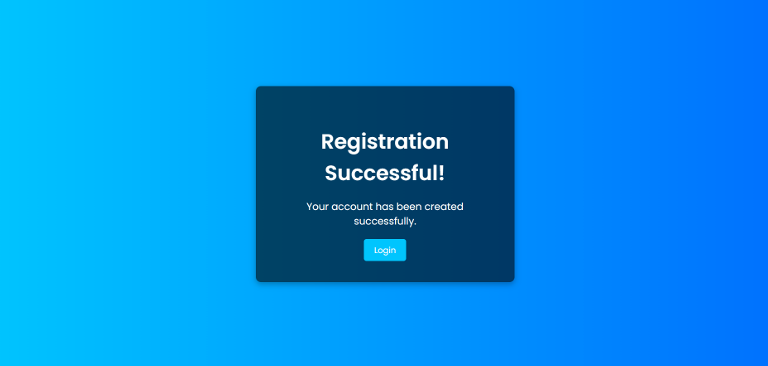 Registration
Successful!
Your account has been created
successfully.
Login